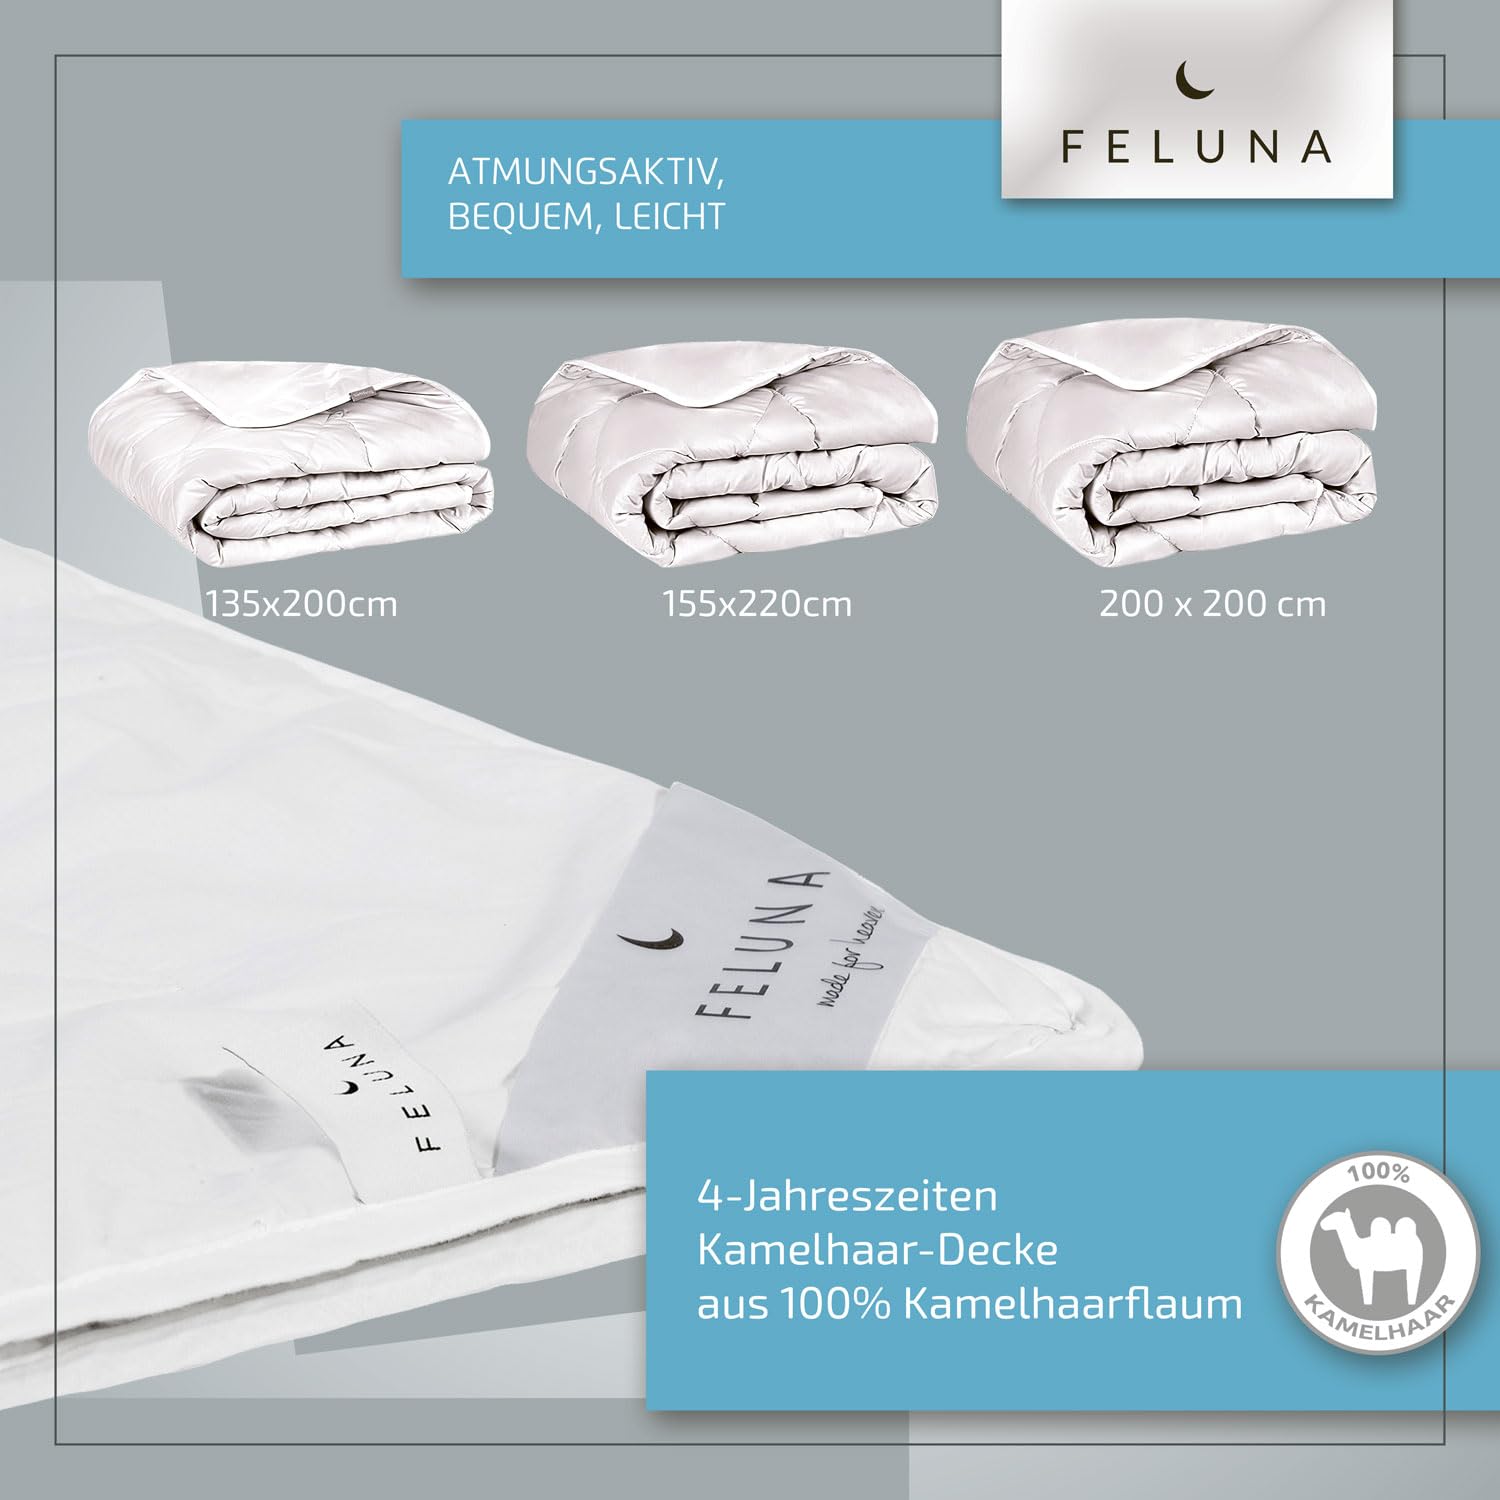 FELUNA
ATMUNGSAKTIV,
BEQUEM, LEICHT
135x200cm
155x220cm
200 x 200 cm
FELUNA
made for heaven
FELUNA
4-Jahreszeiten
Kamelhaar-Decke
aus 100% Kamelhaarflaum
100%
KAMELHAAR